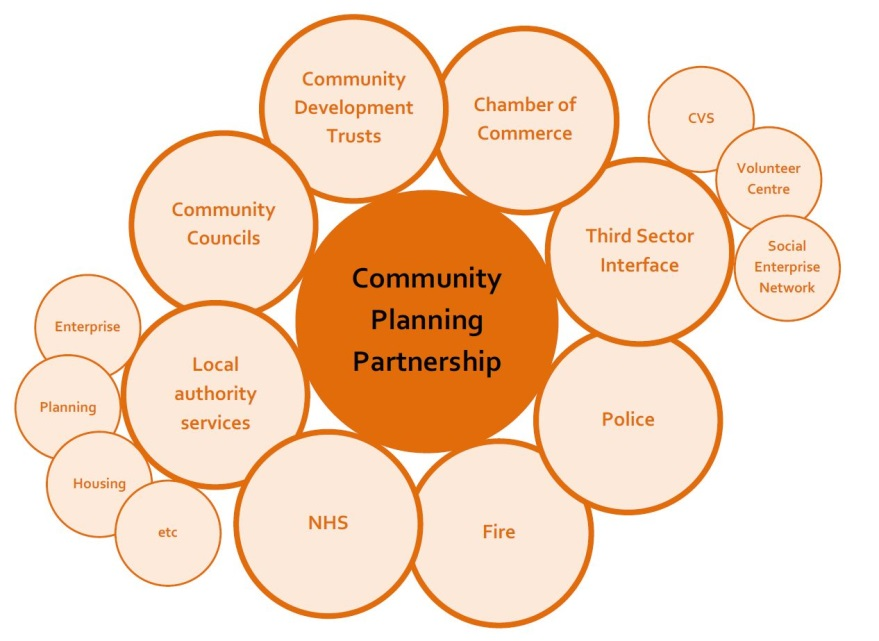 Community
Development
Trusts
Chamber of
Commerce
CVS
Volunteer
Centre
Community
Councils
Third Sector
Interface
Social
Enterprise
Network
Community
Planning
Partnership
Enterprise
Local
authority
services
Planning
Police
Housing
etc
NHS
Fire